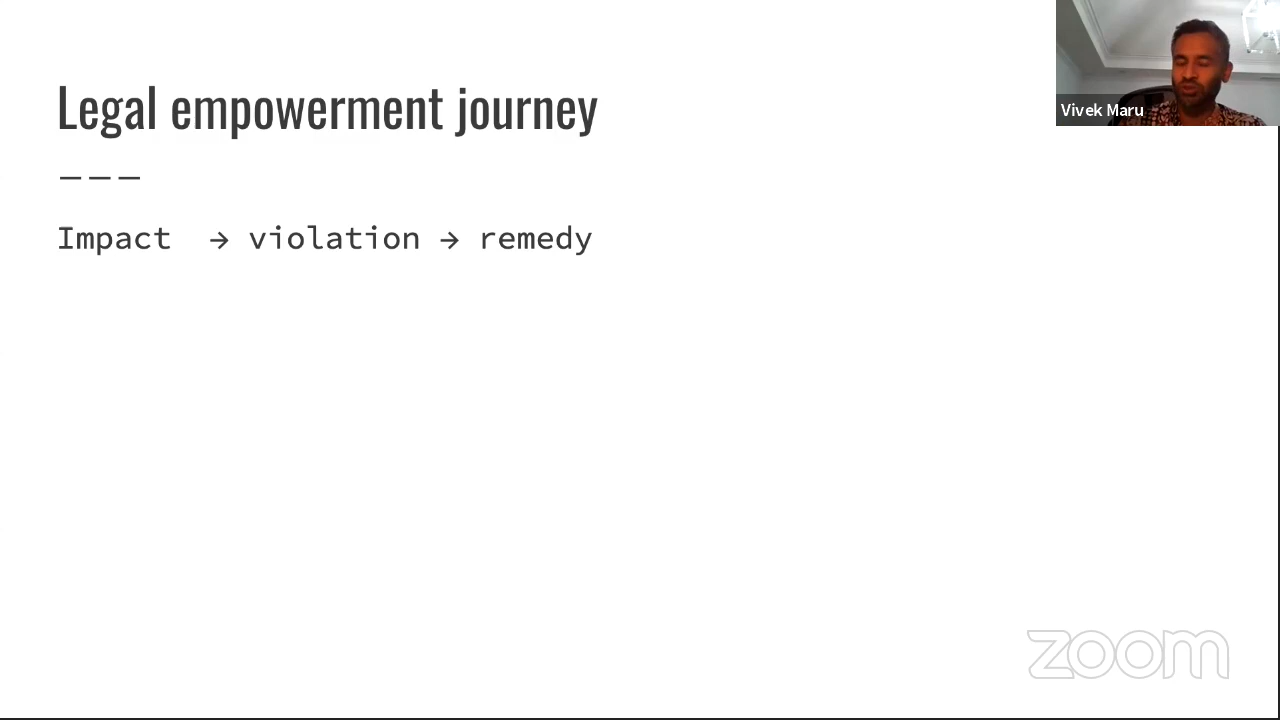 Legal empowerment journey
———
Impact → violation → remedy
Vivek Maru
zoom